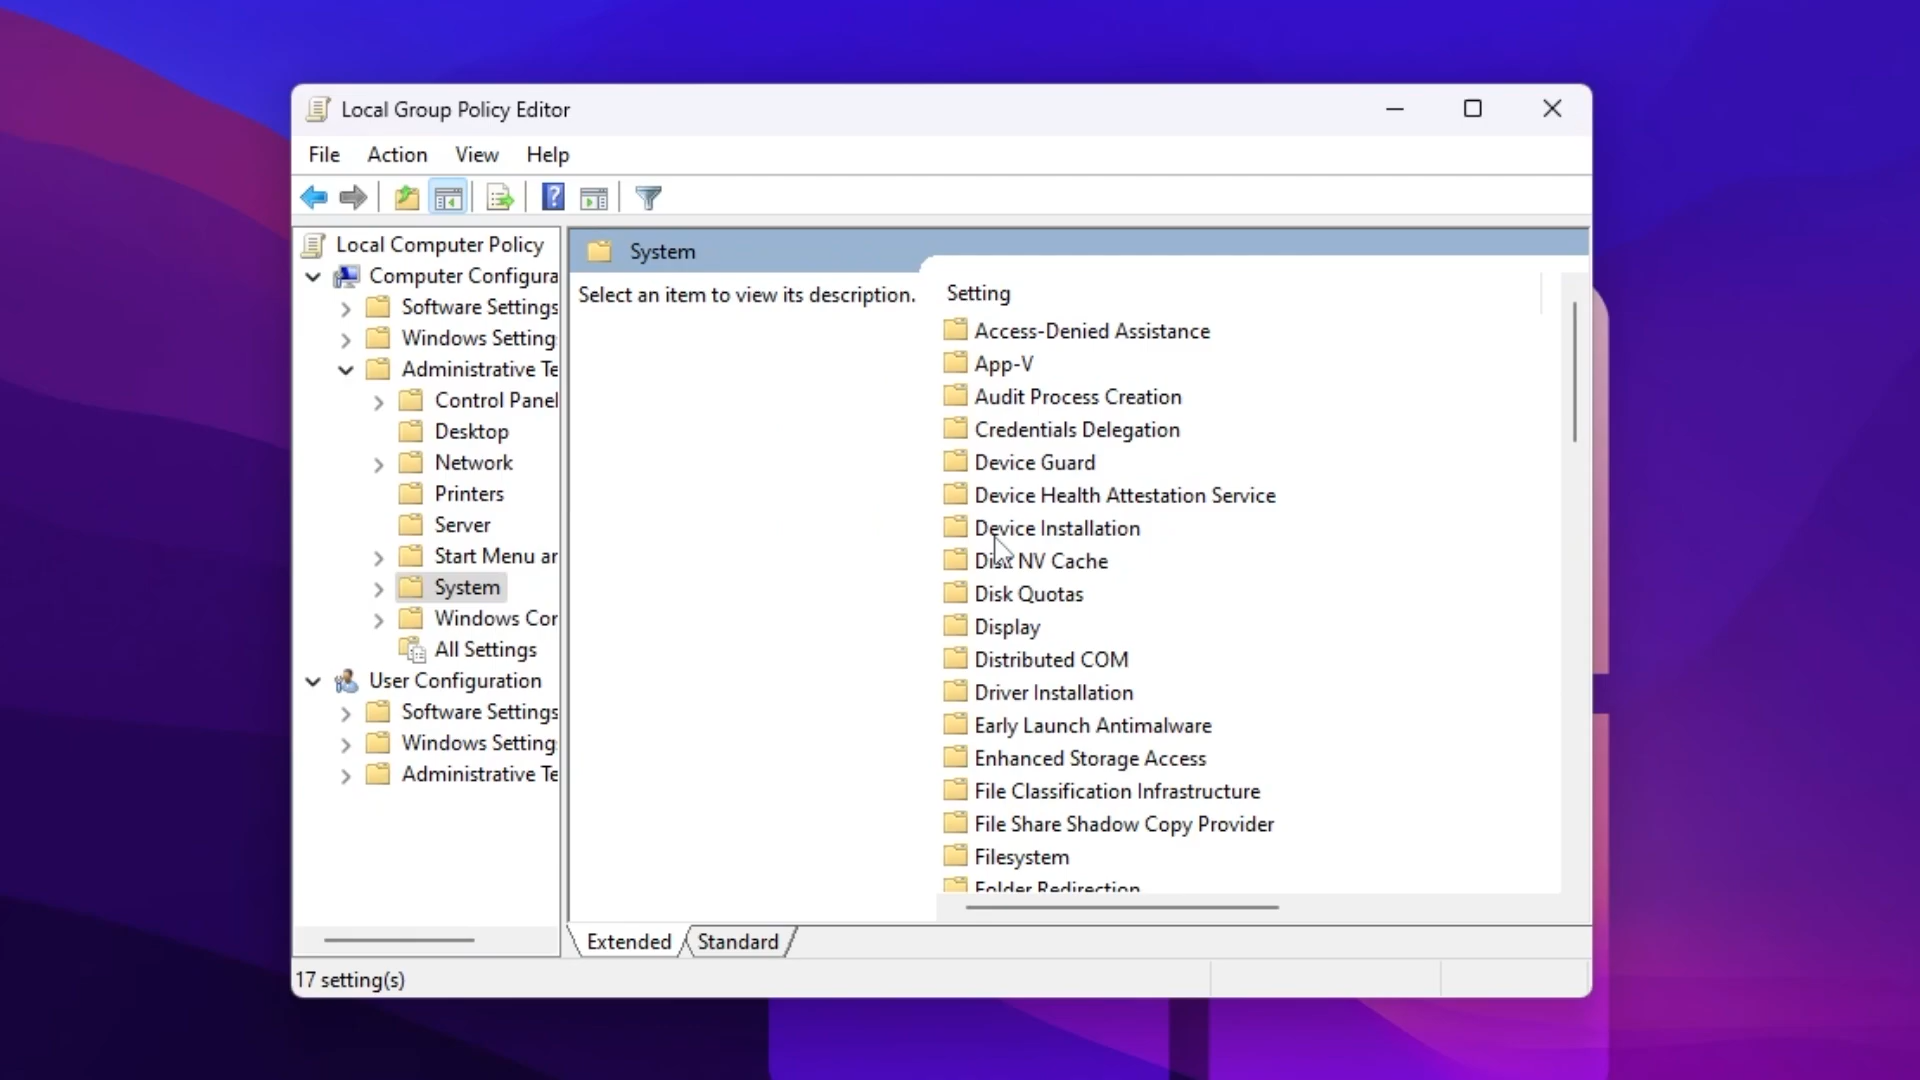 Local Group Policy Editor
File Action View Help
Local Computer Policy
Computer Configura
Software Settings
Windows Setting
Administrative Te
Control Panel
Desktop
Network
Printers
Server
Start Menu ar
System
Windows Cor
All Settings
User Configuration
Software Settings
Windows Setting
Administrative Te
System
Select an item to view its description.
Setting
Access-Denied Assistance
App-V
Audit Process Creation
Credentials Delegation
Device Guard
Device Health Attestation Service
Device Installation
Disk NV Cache
Disk Quotas
Display
Distributed COM
Driver Installation
Early Launch Antimalware
Enhanced Storage Access
File Classification Infrastructure
File Share Shadow Copy Provider
Filesystem
Folder Redirection
Extended Standard
17 setting(s)